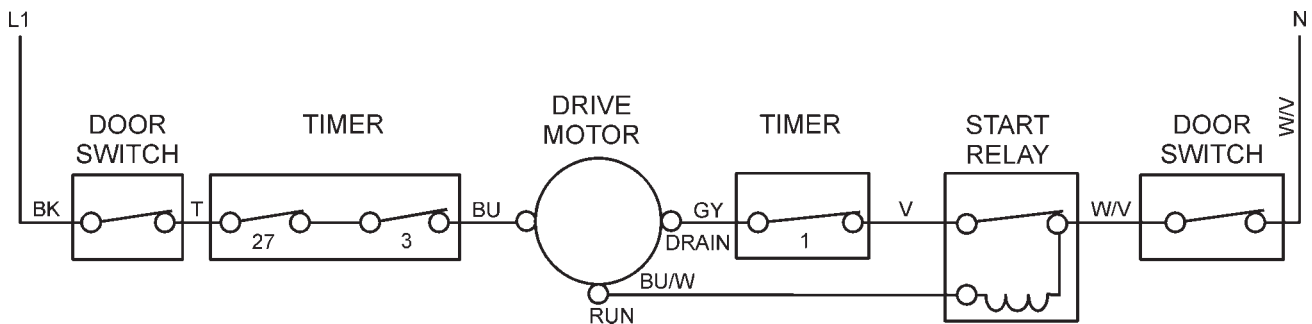 L1
N
DOOR
SWITCH
TIMER
DRIVE
MOTOR
TIMER
START
RELAY
DOOR
SWITCH
W/V
BK
T
27
3
BU
GY
DRAIN
1
V
W/V
BU/W
RUN